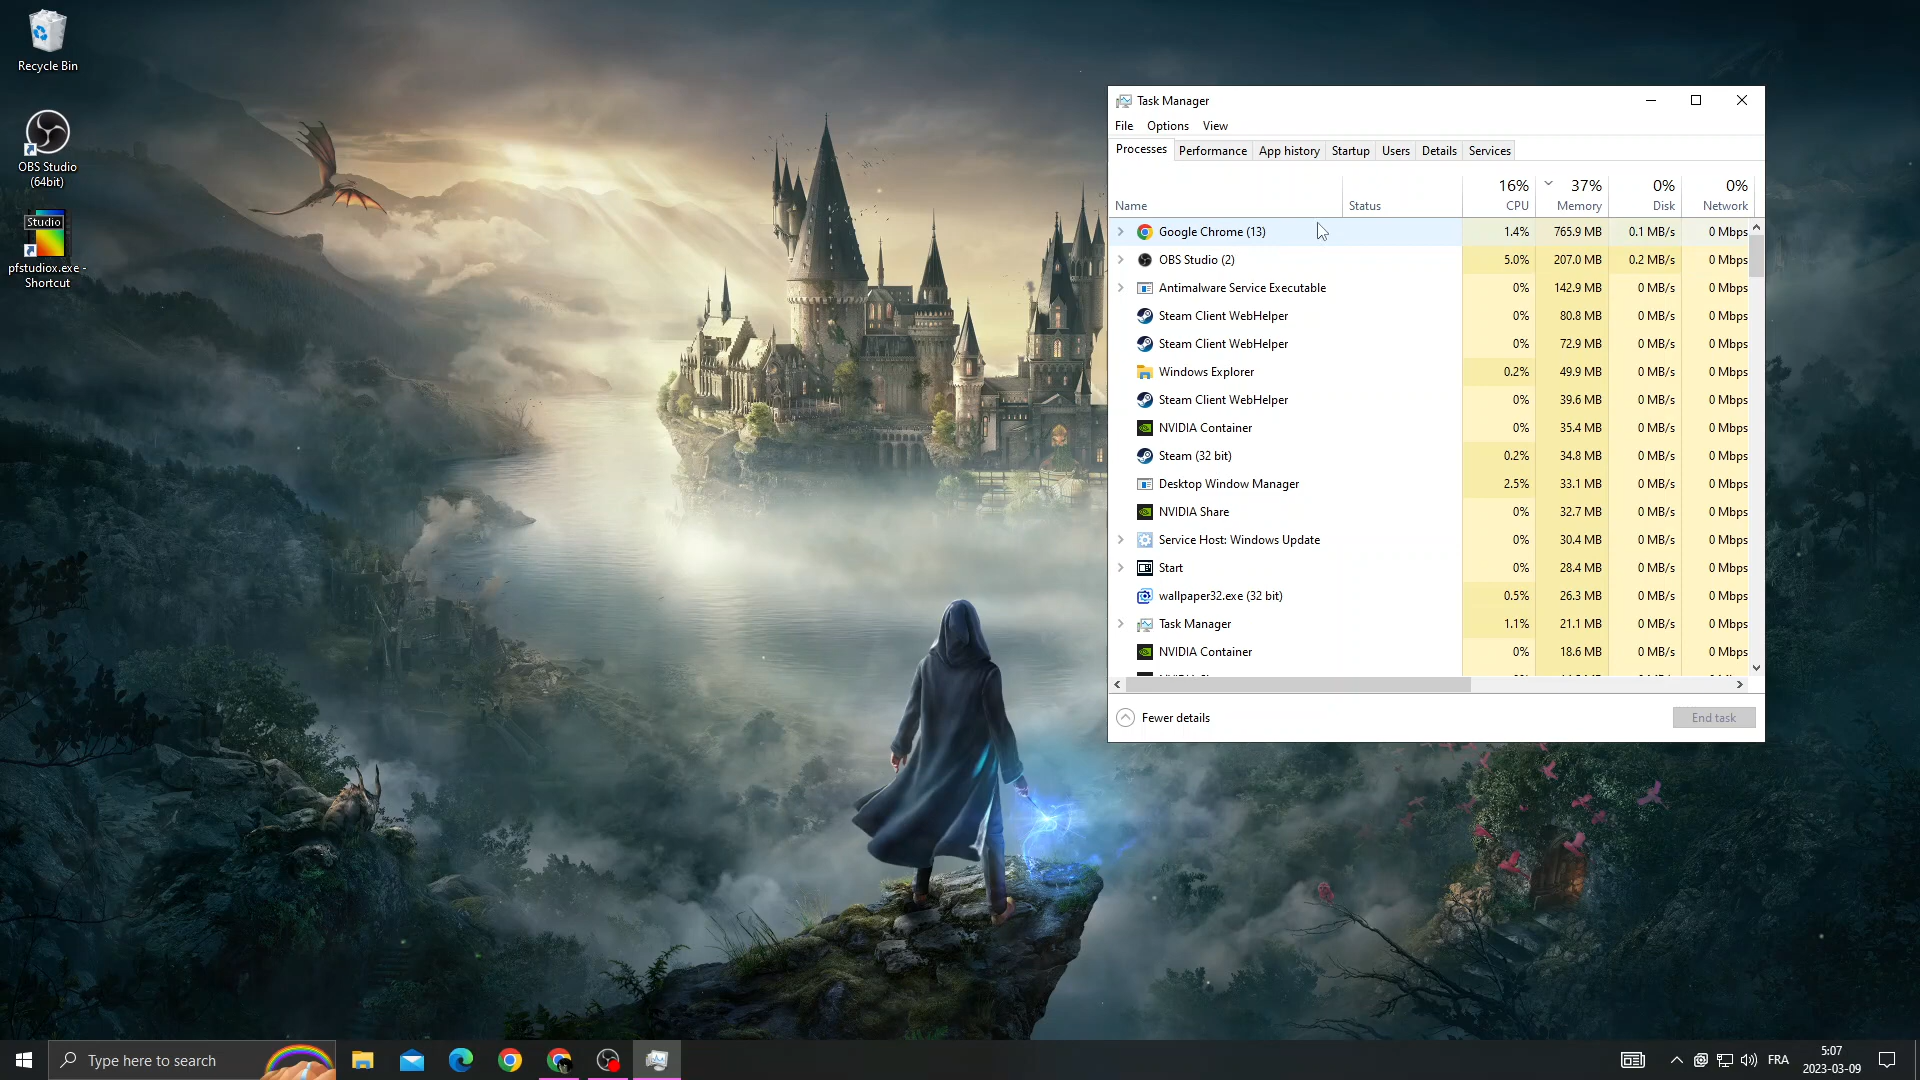 Recycle Bin
OBS Studio
(64bit)
Studio
pfstudiox.exe -
Shortcut
Task Manager
File Options View
Processes Performance App history Startup Users Details Services
16% 37% 0% 0%
Name Status CPU Memory Disk Network
Google Chrome (13) 1.4% 765.9 MB 0.1 MB/s 0 Mbps
OBS Studio (2) 5.0% 207.0 MB 0.2 MB/s 0 Mbps
Antimalware Service Executable 0% 142.9 MB 0 MB/s 0 Mbps
Steam Client WebHelper 0% 80.8 MB 0 MB/s 0 Mbps
Steam Client WebHelper 0% 72.9 MB 0 MB/s 0 Mbps
Windows Explorer 0.2% 49.9 MB 0 MB/s 0 Mbps
Steam Client WebHelper 0% 39.6 MB 0 MB/s 0 Mbps
NVIDIA Container 0% 35.4 MB 0 MB/s 0 Mbps
Steam (32 bit) 0.2% 34.8 MB 0 MB/s 0 Mbps
Desktop Window Manager 2.5% 33.1 MB 0 MB/s 0 Mbps
NVIDIA Share 0% 32.7 MB 0 MB/s 0 Mbps
Service Host: Windows Update 0% 30.4 MB 0 MB/s 0 Mbps
Start 0% 28.4 MB 0 MB/s 0 Mbps
wallpaper32.exe (32 bit) 0.5% 26.3 MB 0 MB/s 0 Mbps
Task Manager 1.1% 21.1 MB 0 MB/s 0 Mbps
NVIDIA Container 0% 18.6 MB 0 MB/s 0 Mbps
Fewer details End task
Type here to search
FRA
5:07
2023-03-09